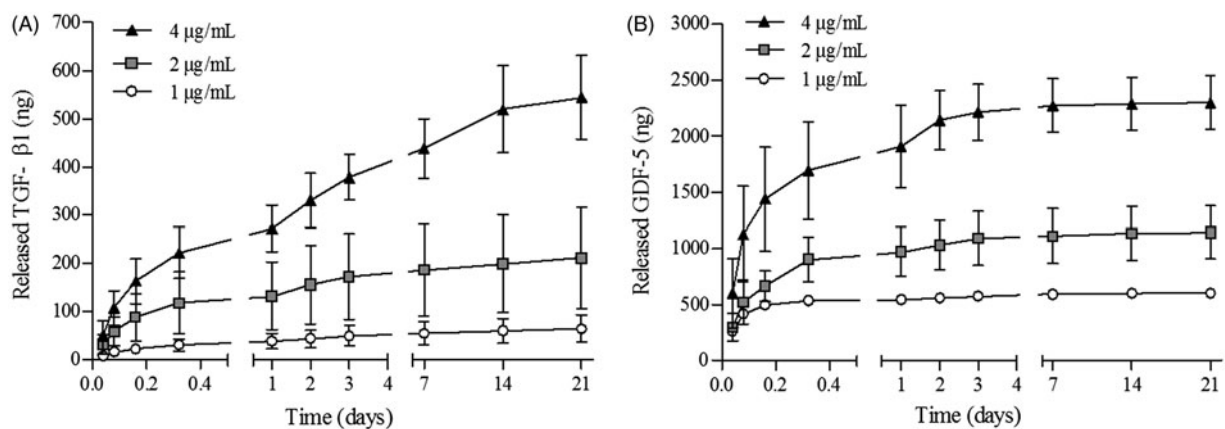 (A)
▲ 4 μg/mL
2 μg/mL
1 μg/mL
700
600
500
400
300
200
100
0
Released TGF- β1 (ng)
0.0 0.2 0.4 1 2 3 4 7 14 21
Time (days)
(B)
4 μg/mL
2 μg/mL
1 μg/mL
3000
2500
2000
1500
1000
500
0
Released GDF-5 (ng)
0.0 0.2 0.4 1 2 3 4 7 14 21
Time (days)